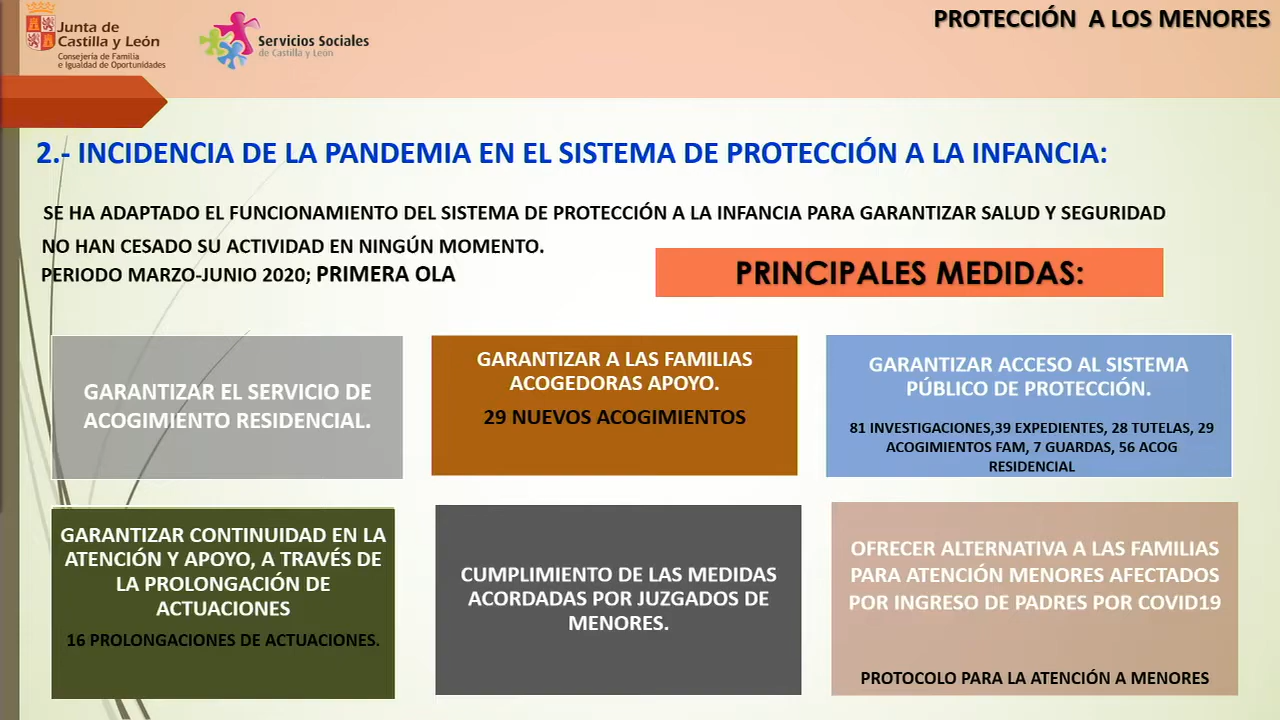 Junta de
Castilla y León
Consejería de Familia
e Igualdad de Oportunidades
Servicios Sociales
de Castilla y León
PROTECCIÓN A LOS MENORES
2.- INCIDENCIA DE LA PANDEMIA EN EL SISTEMA DE PROTECCIÓN A LA INFANCIA:
SE HA ADAPTADO EL FUNCIONAMIENTO DEL SISTEMA DE PROTECCIÓN A LA INFANCIA PARA GARANTIZAR SALUD Y SEGURIDAD
NO HAN CESADO SU ACTIVIDAD EN NINGÚN MOMENTO.
PERIODO MARZO-JUNIO 2020; PRIMERA OLA
PRINCIPALES MEDIDAS:
GARANTIZAR EL SERVICIO DE
ACOGIMIENTO RESIDENCIAL.
GARANTIZAR A LAS FAMILIAS
ACOGEDORAS APOYO.
29 NUEVOS ACOGIMIENTOS
GARANTIZAR ACCESO AL SISTEMA
PÚBLICO DE PROTECCIÓN.
81 INVESTIGACIONES,39 EXPEDIENTES, 28 TUTELAS, 29
ACOGIMIENTOS FAM, 7 GUARDAS, 56 ACOG
RESIDENCIAL
GARANTIZAR CONTINUIDAD EN LA
ATENCIÓN Y APOYO, A TRAVÉS DE
LA PROLONGACIÓN DE
ACTUACIONES
16 PROLONGACIONES DE ACTUACIONES.
CUMPLIMIENTO DE LAS MEDIDAS
ACORDADAS POR JUZGADOS DE
MENORES.
OFRECER ALTERNATIVA A LAS FAMILIAS
PARA ATENCIÓN MENORES AFECTADOS
POR INGRESO DE PADRES POR COVID19
PROTOCOLO PARA LA ATENCIÓN A MENORES